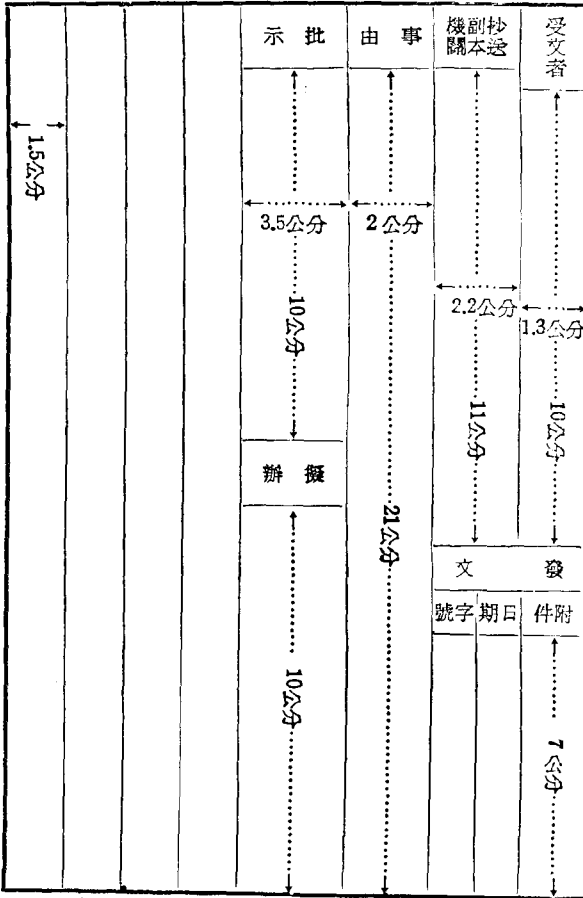 受文者
1.3公分
10公分
抄送
副本
機關
2.2公分
11公分
發文
附件
日期
字號
7公分
事由
2公分
21公分
批示
3.5公分
10公分
擬辦
10公分
1.5公分